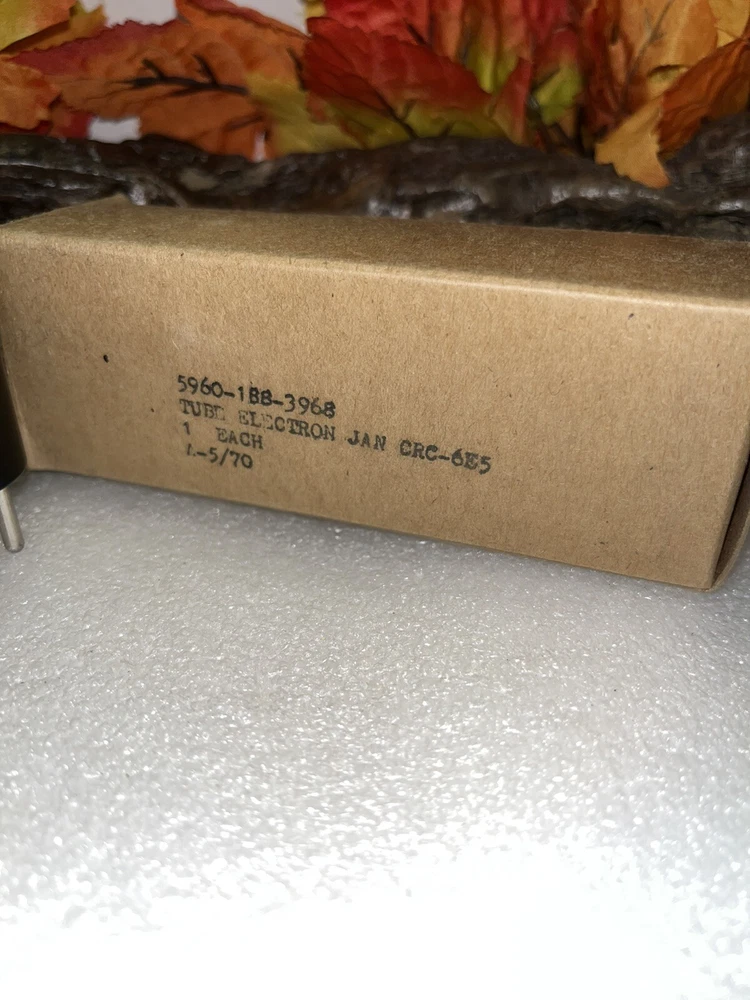 5960-188-3968
TUBE ELECTRON JAN CRC-6E5
1 EACH
A-5/70